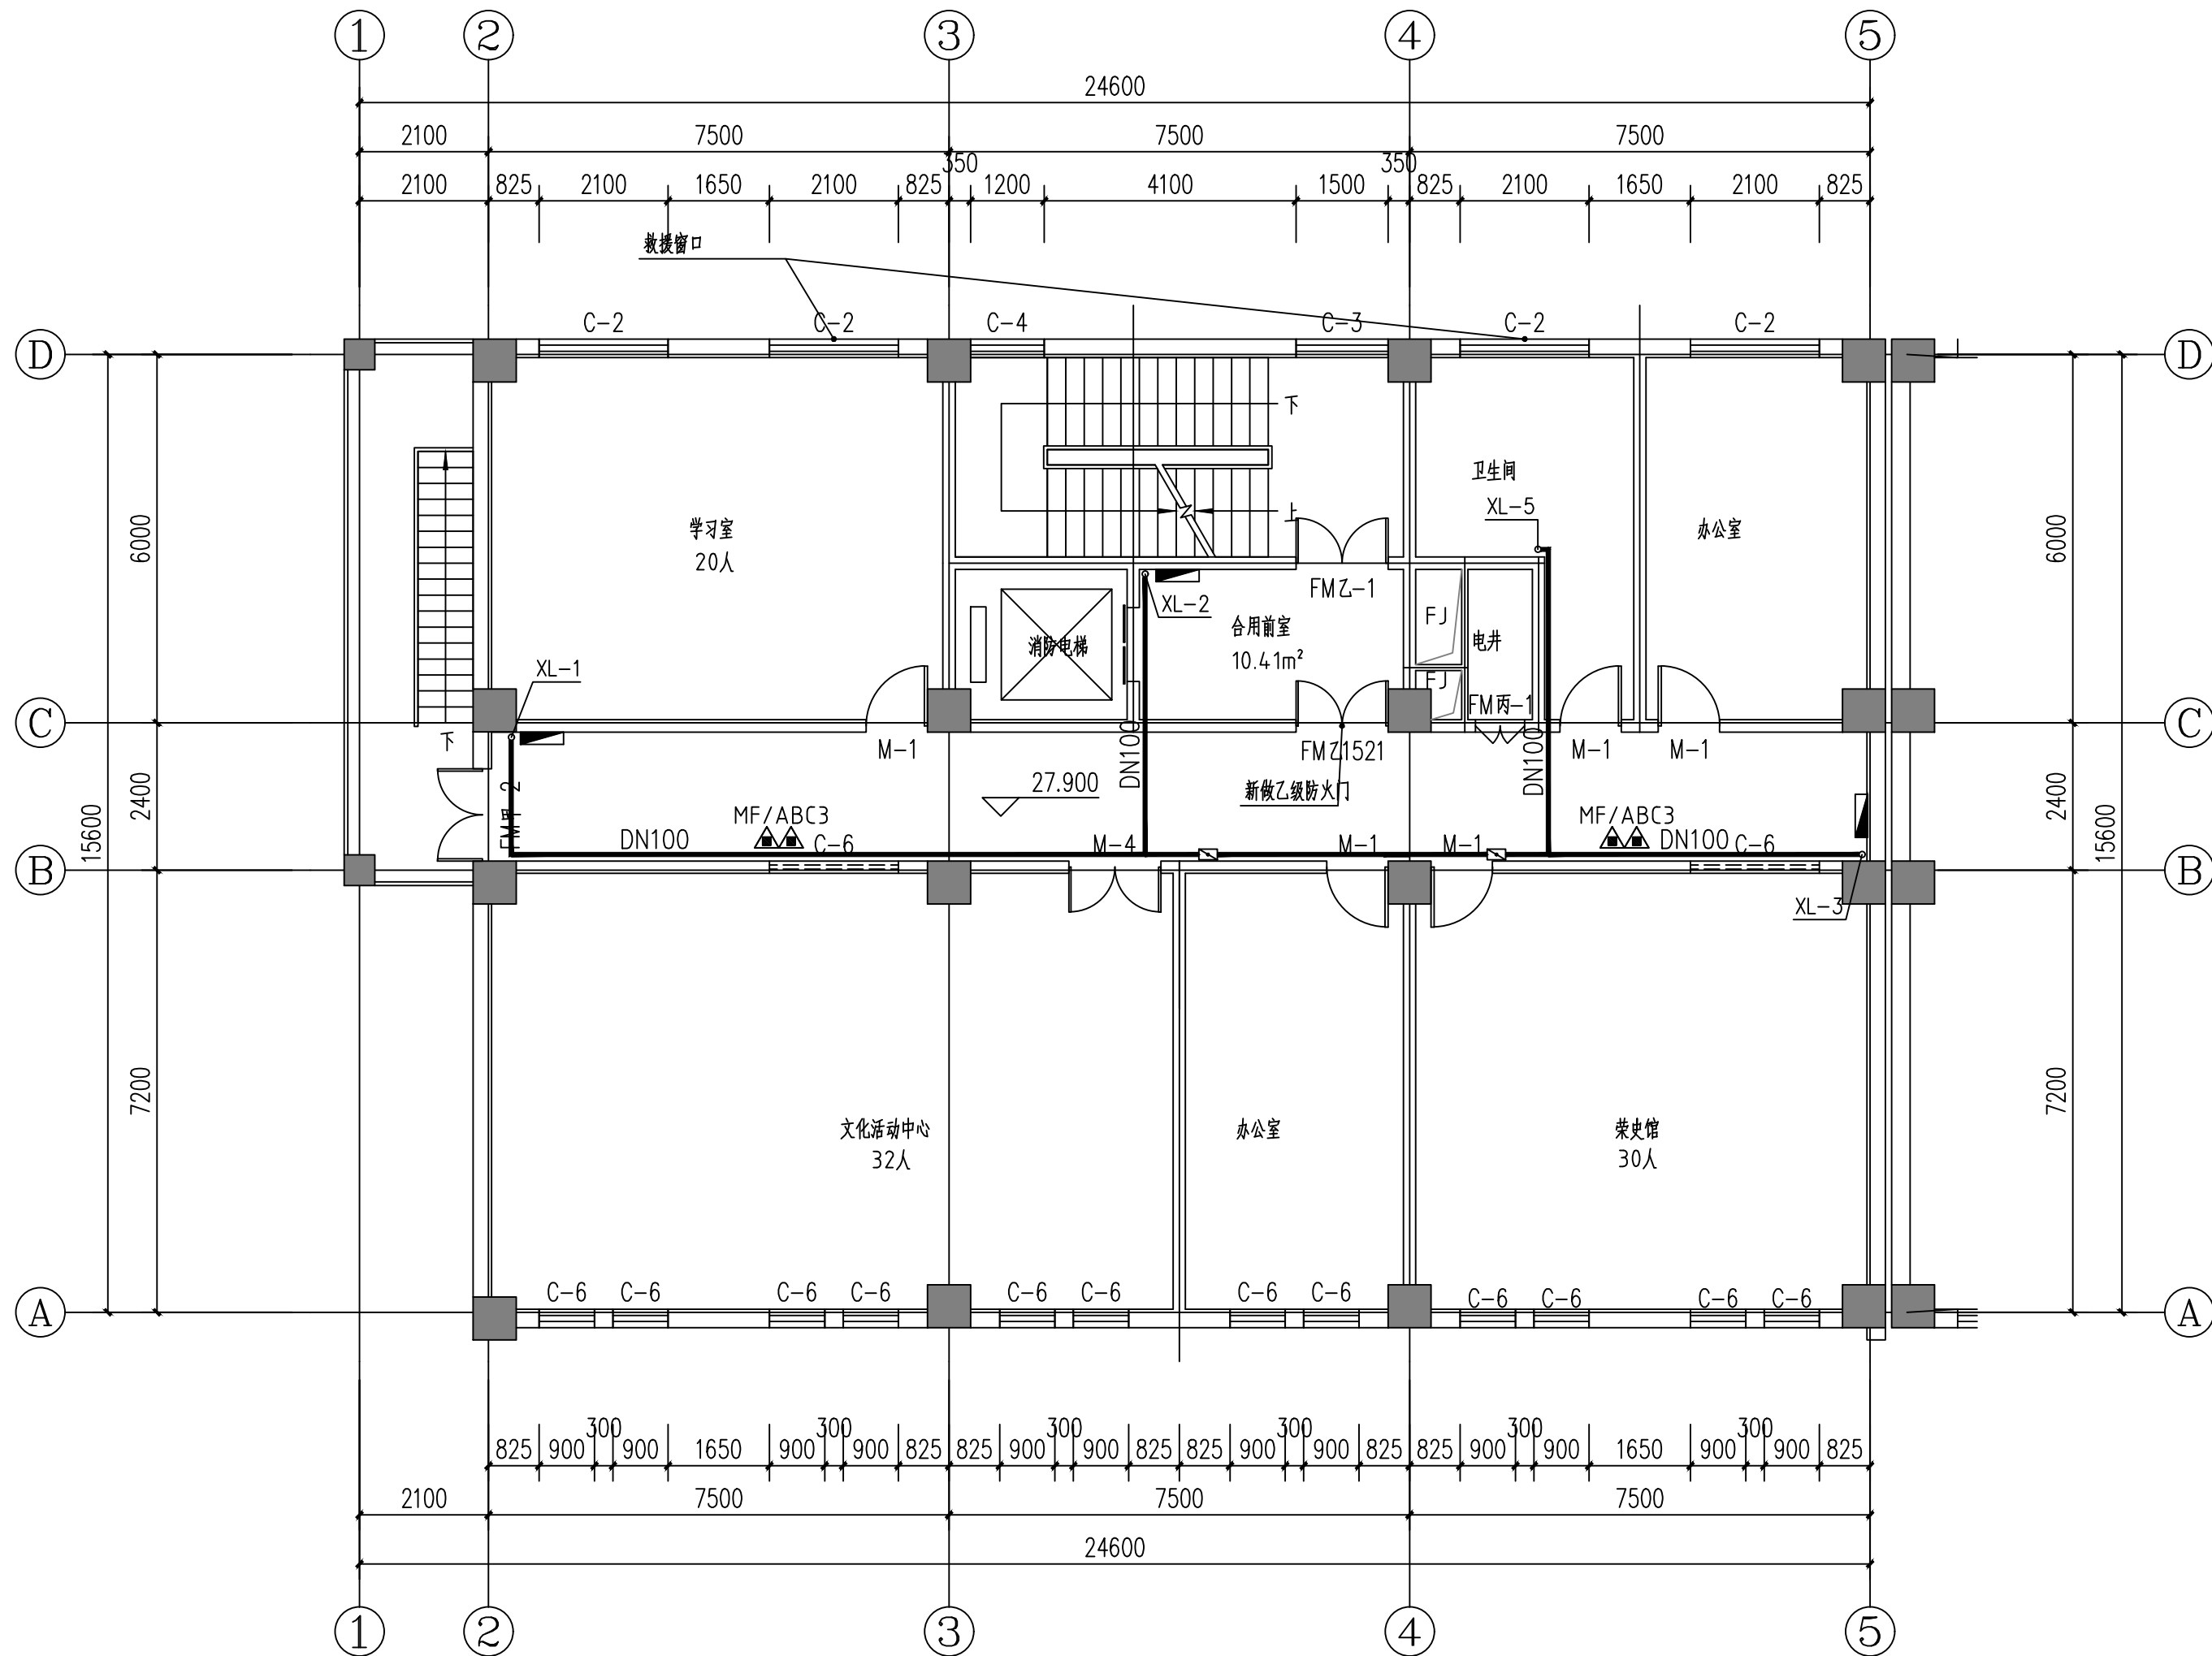 1 2 3 4 5
24600
2100 7500 7500 7500
350 350
2100 825 2100 1650 2100 825 1200 4100 1500 825 2100 1650 2100 825
救援窗口
C-2 C-2 C-4 C-3 C-2 C-2
D D
下
卫生间
XL-5
上
学习室
20人
办公室
6000 6000
FM乙-1
XL-2
FJ
合用前室
10.41m²
电井
消防电梯
XL-1
FJ
FM丙-1
C C
下
M-1
DN100
FM乙1521
DN100
M-1 M-1
27.900
新做乙级防火门
2400 2400
15600 15600
MF/ABC3 MF/ABC3
DN100 C-6 M-4 M-1 M-1 DN100 C-6
B B
XL-3
7200 7200
文化活动中心
32人
办公室
荣史馆
30人
C-6 C-6 C-6 C-6 C-6 C-6 C-6 C-6 C-6 C-6 C-6 C-6
A A
300 300 300 300 300 300
825 900 900 1650 900 900 825 825 900 900 825 825 900 900 825 825 900 900 1650 900 900 825
2100 7500 7500 7500
24600
1 2 3 4 5